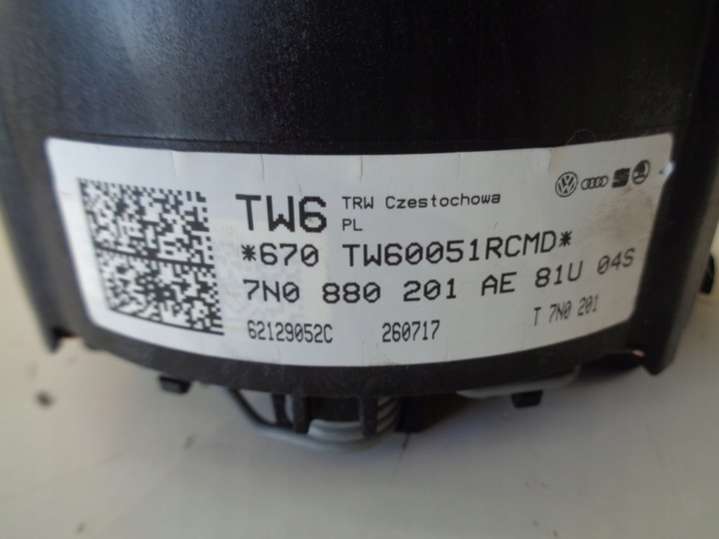 TW6 TRW Czestochowa
PL
*670 TW60051RCMD*
7N0 880 201 AE 81U 04S
62129052C 260717 T 7N0 201